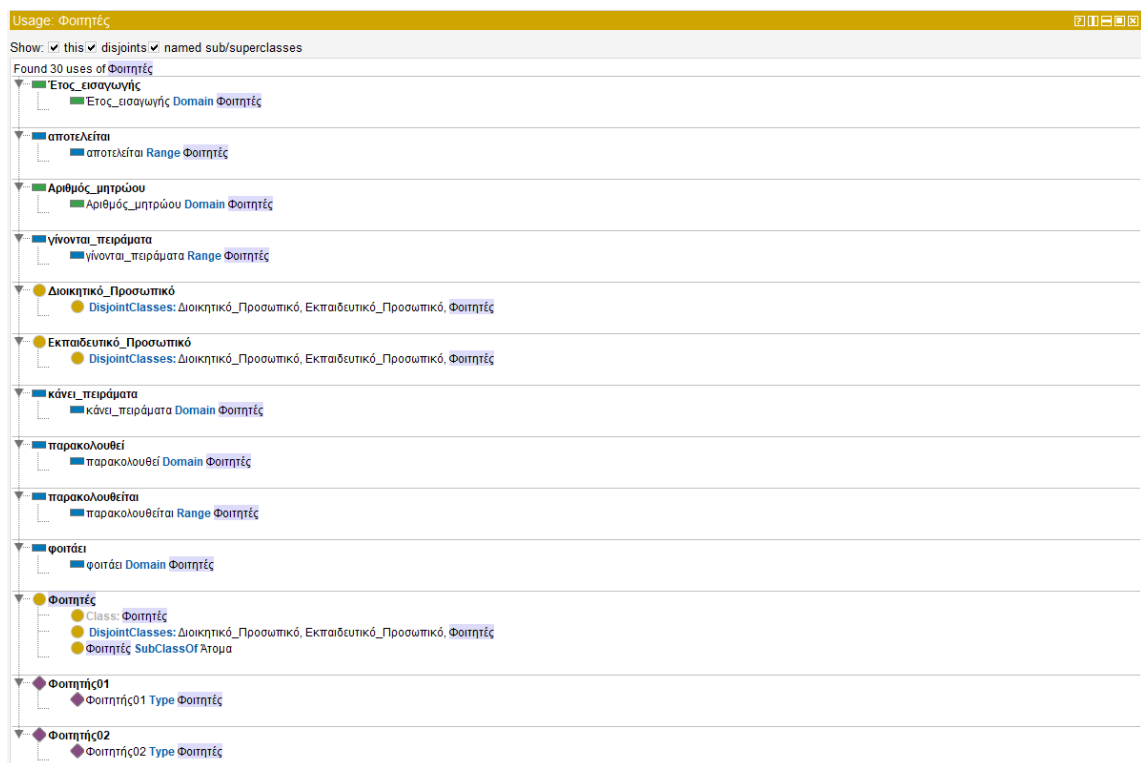 Usage: Φοιτητές
Show: this disjoints named sub/superclasses
Found 30 uses of Φοιτητές
Έτος_εισαγωγής
Έτος_εισαγωγής Domain Φοιτητές
αποτελείται
αποτελείται Range Φοιτητές
Αριθμός_μητρώου
Αριθμός_μητρώου Domain Φοιτητές
γίνονται_πειράματα
γίνονται_πειράματα Range Φοιτητές
Διοικητικό_Προσωπικό
DisjointClasses: Διοικητικό_Προσωπικό, Εκπαιδευτικό_Προσωπικό, Φοιτητές
Εκπαιδευτικό_Προσωπικό
DisjointClasses: Διοικητικό_Προσωπικό, Εκπαιδευτικό_Προσωπικό, Φοιτητές
κάνει_πειράματα
κάνει_πειράματα Domain Φοιτητές
παρακολουθεί
παρακολουθεί Domain Φοιτητές
παρακολουθείται
παρακολουθείται Range Φοιτητές
φοιτάει
φοιτάει Domain Φοιτητές
Φοιτητές
Class: Φοιτητές
DisjointClasses: Διοικητικό_Προσωπικό, Εκπαιδευτικό_Προσωπικό, Φοιτητές
Φοιτητές SubClassOf Άτομα
Φοιτητής01
Φοιτητής01 Type Φοιτητές
Φοιτητής02
Φοιτητής02 Type Φοιτητές